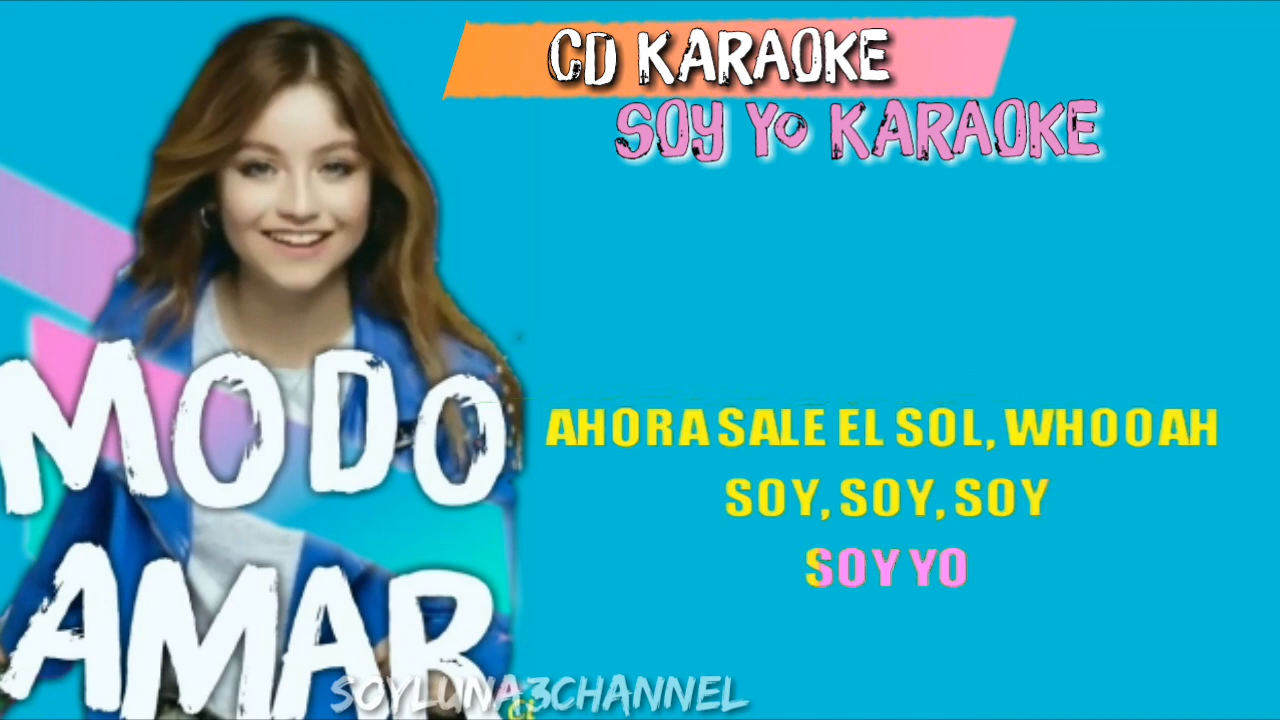 CD KARAOKE
SOY YO KARAOKE
MODO
AMAR
AHORA SALE EL SOL, WHOOAH
SOY, SOY, SOY
SOY YO
SOYLUNA3CHANNEL